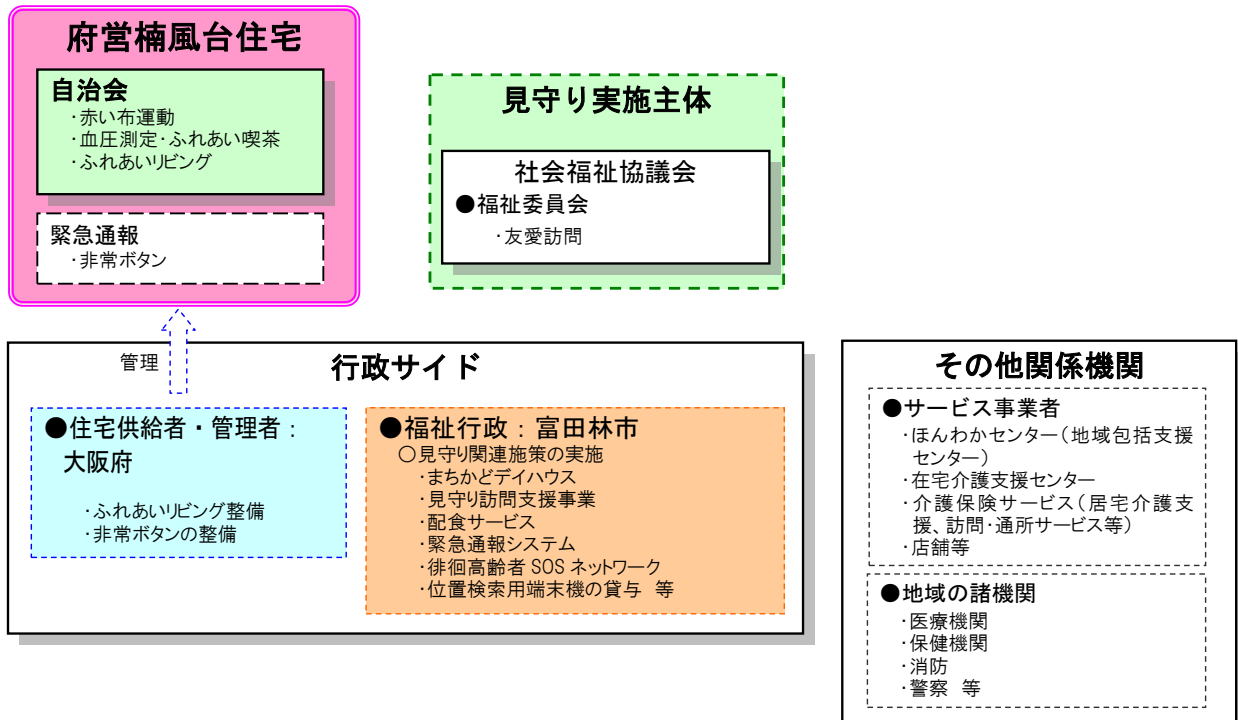 府営楠風台住宅
自治会
・赤い布運動
・血圧測定・ふれあい喫茶
・ふれあいリビング
緊急通報
・非常ボタン
見守り実施主体
社会福祉協議会
●福祉委員会
・友愛訪問
管理
行政サイド
●住宅供給者・管理者：
大阪府
・ふれあいリビング整備
・非常ボタンの整備
●福祉行政：富田林市
○見守り関連施策の実施
・まちかどデイハウス
・見守り訪問支援事業
・配食サービス
・緊急通報システム
・徘徊高齢者 SOS ネットワーク
・位置検索用端末機の貸与　等
その他関係機関
●サービス事業者
・ほんわかセンター（地域包括支援
センター）
・在宅介護支援センター
・介護保険サービス（居宅介護支
援、訪問・通所サービス等）
・店舗等
●地域の諸機関
・医療機関
・保健機関
・消防
・警察　等